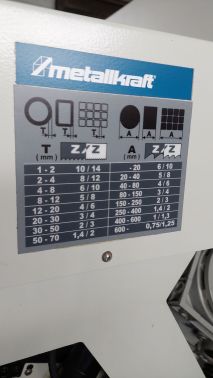 metallkraft®
T T T A A A
T (mm) Z/Z A (mm) Z/Z
1 - 2 10 / 14 - 20 6 / 10
2 - 4 8 / 12 20 - 40 5 / 8
4 - 8 6 / 10 40 - 80 4 / 6
8 - 12 5 / 8 80 - 150 3 / 4
12 - 20 4 / 6 150 - 250 2 / 3
20 - 30 3 / 4 250 - 400 1,4 / 2
30 - 50 2 / 3 400 - 600 1 / 1,3
50 - 70 1,4 / 2 600 - 0,75/1,25